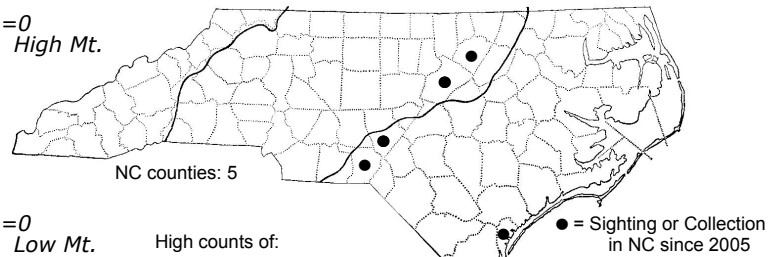 =0
High Mt.
NC counties: 5
=0
Low Mt.
High counts of:
● = Sighting or Collection
in NC since 2005